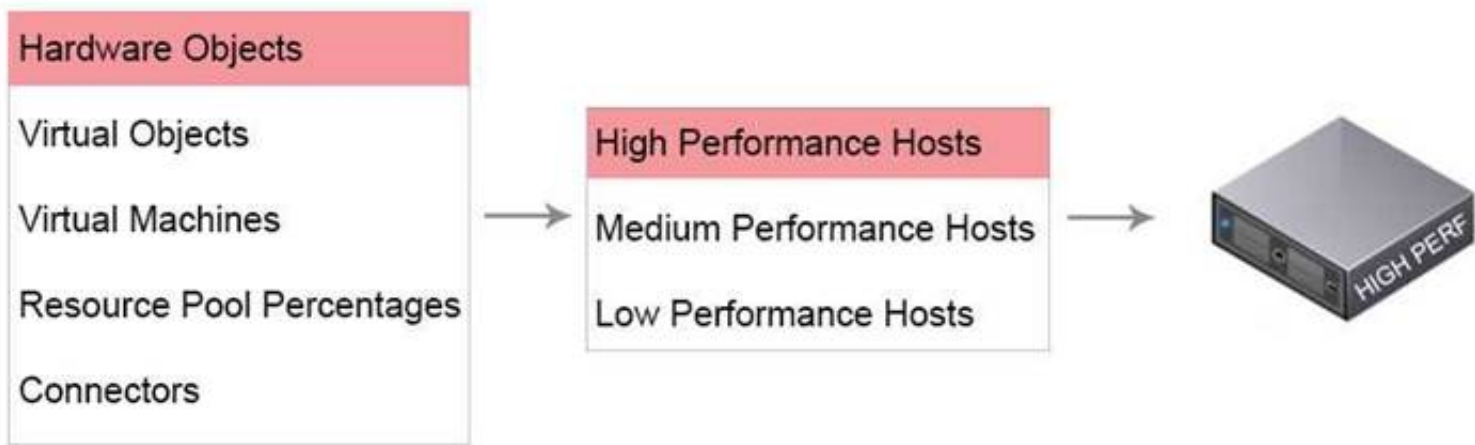 Hardware Objects
Virtual Objects
Virtual Machines
Resource Pool Percentages
Connectors
High Performance Hosts
Medium Performance Hosts
Low Performance Hosts
HIGH PERF